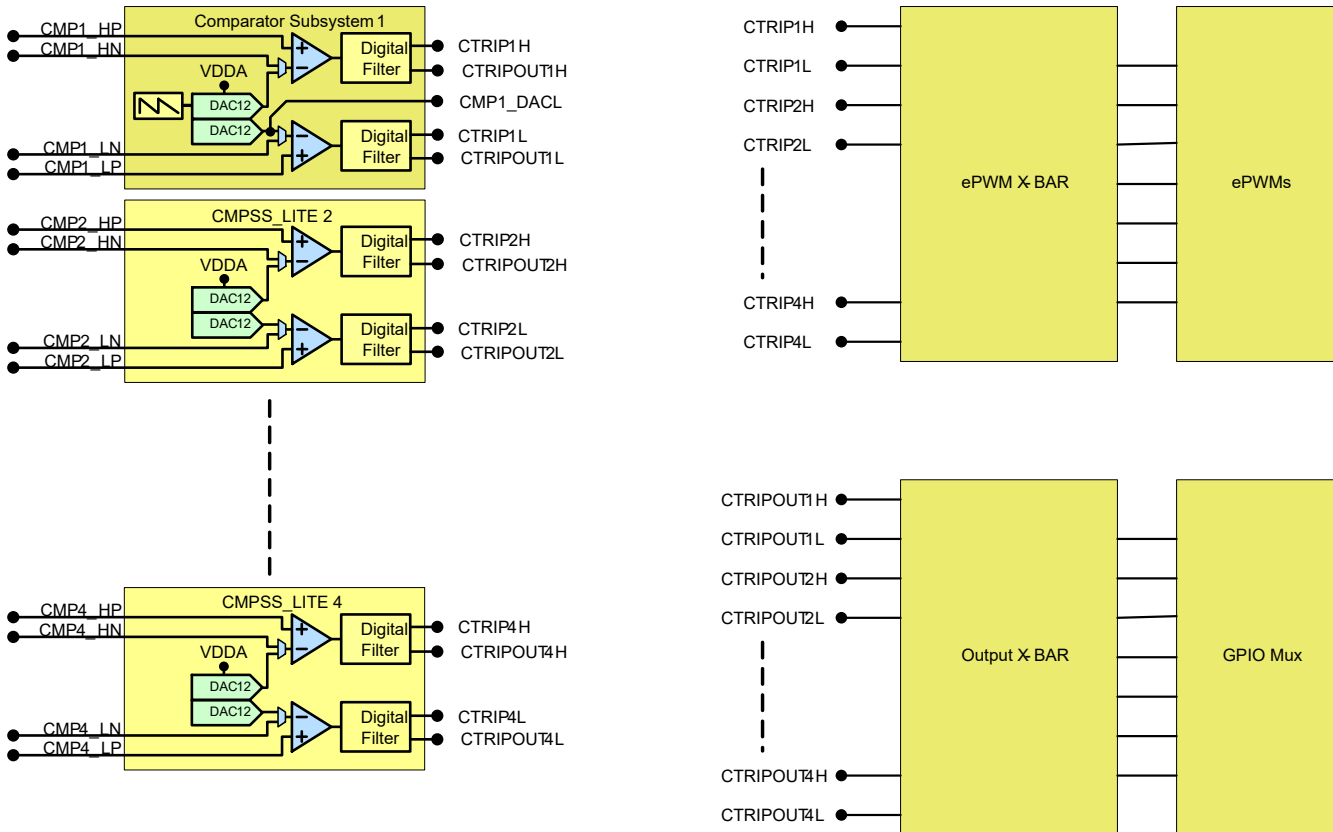 Comparator Subsystem 1
CMP1_HP
CMP1_HN
VDDA
DAC12
DAC12
CMP1_LN
CMP1_LP
Digital
Filter
Digital
Filter
CTRIP1H
CTRIPOUT1H
CMP1_DACL
CTRIP1L
CTRIPOUT1L
CMPSS_LITE 2
CMP2_HP
CMP2_HN
VDDA
DAC12
DAC12
CMP2_LN
CMP2_LP
Digital
Filter
Digital
Filter
CTRIP2H
CTRIPOUT2H
CTRIP2L
CTRIPOUT2L
CMPSS_LITE 4
CMP4_HP
CMP4_HN
VDDA
DAC12
DAC12
CMP4_LN
CMP4_LP
Digital
Filter
Digital
Filter
CTRIP4H
CTRIPOUT4H
CTRIP4L
CTRIPOUT4L
CTRIP1H
CTRIP1L
CTRIP2H
CTRIP2L
CTRIP4H
CTRIP4L
ePWM X-BAR
ePWMs
CTRIPOUT1H
CTRIPOUT1L
CTRIPOUT2H
CTRIPOUT2L
CTRIPOUT4H
CTRIPOUT4L
Output X-BAR
GPIO Mux